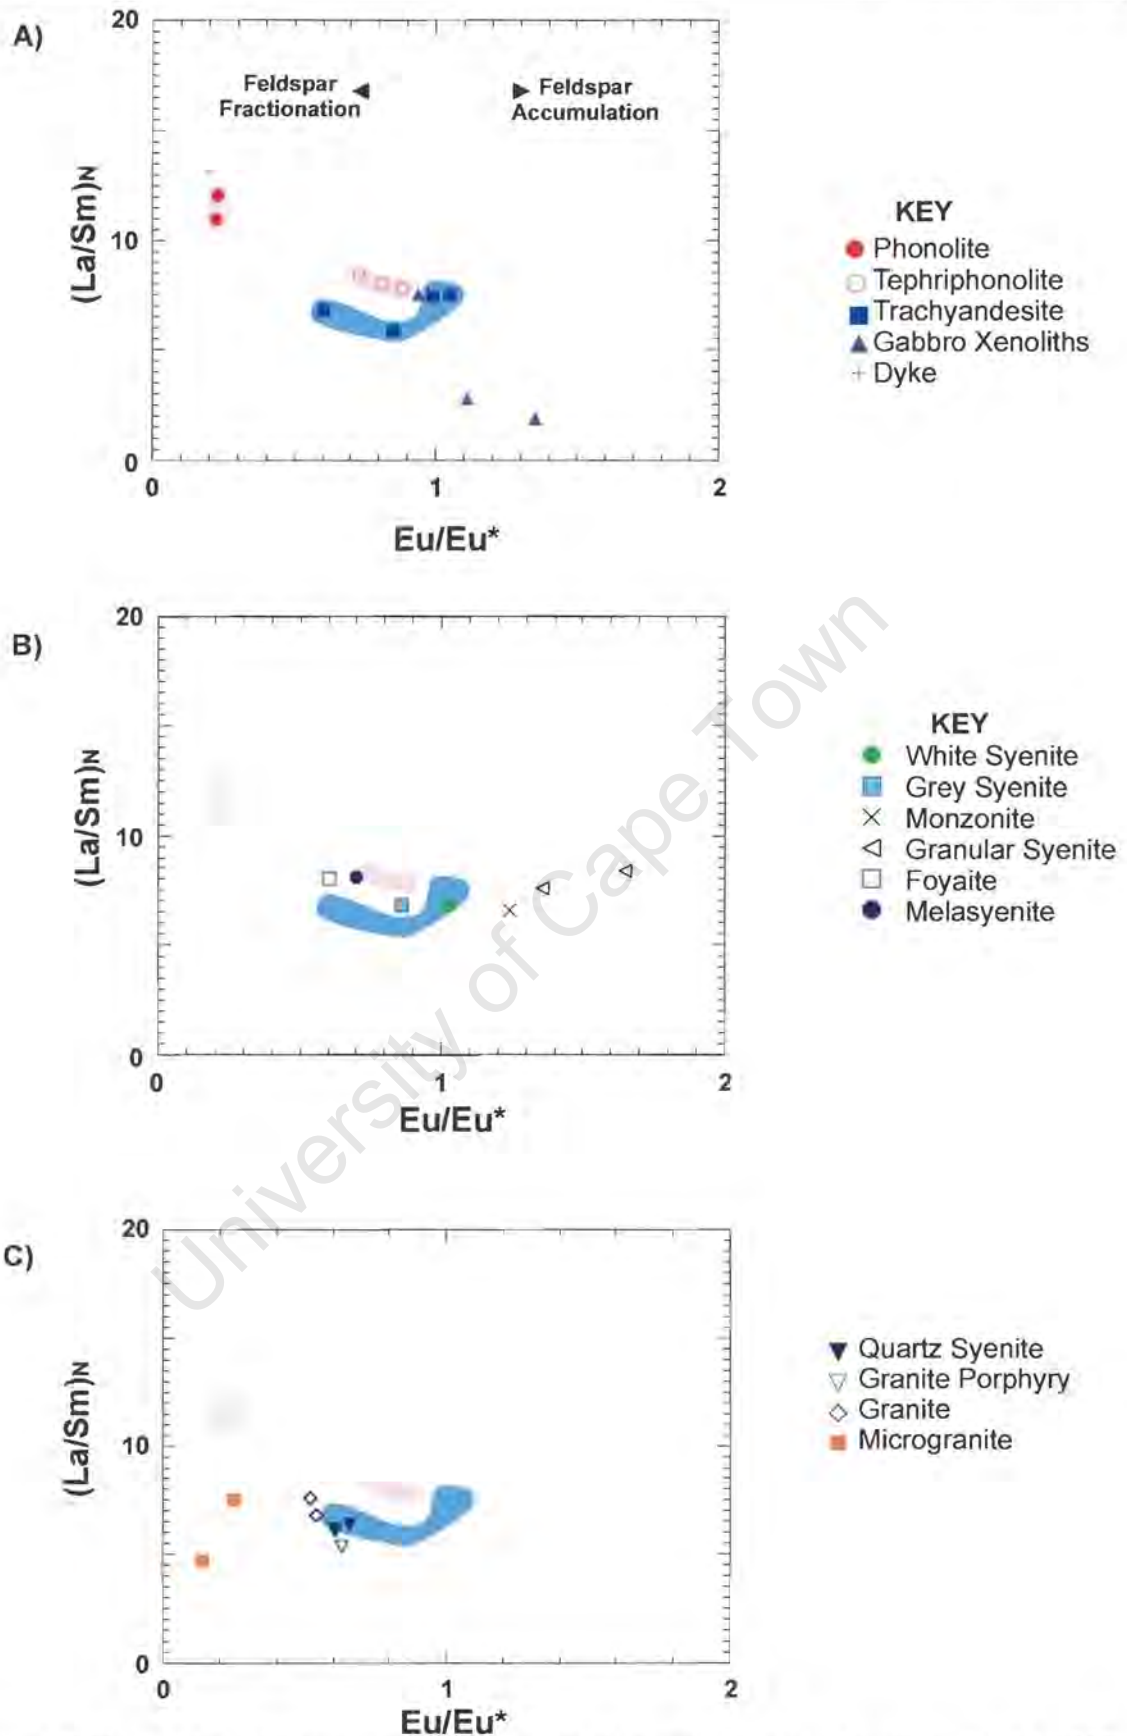 A)
20
Feldspar Fractionation ◄ ► Feldspar Accumulation
10
0
(La/Sm)N
0 1 2
Eu/Eu*
KEY
Phonolite
Tephriphonolite
Trachyandesite
Gabbro Xenoliths
Dyke
B)
20
10
0
(La/Sm)N
0 1 2
Eu/Eu*
KEY
White Syenite
Grey Syenite
Monzonite
Granular Syenite
Foyaite
Melasyenite
University of Cape Town
C)
20
10
0
(La/Sm)N
0 1 2
Eu/Eu*
Quartz Syenite
Granite Porphyry
Granite
Microgranite